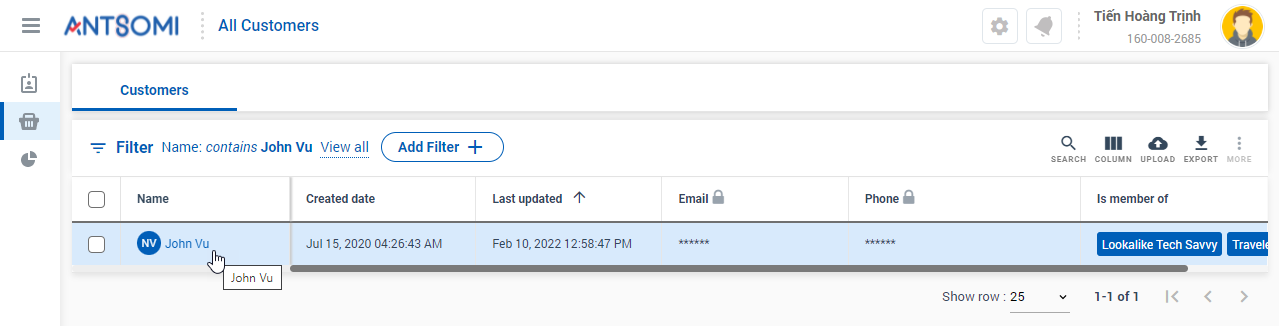 ANTSOMI
All Customers
Tiến Hoàng Trịnh
160-008-2685
Customers
Filter Name: contains John Vu View all Add Filter
SEARCH COLUMN UPLOAD EXPORT MORE
Name Created date Last updated Email Phone Is member of
NV John Vu Jul 15, 2020 04:26:43 AM Feb 10, 2022 12:58:47 PM ****** ****** Lookalike Tech Savvy Travele
John Vu
Show row : 25 1-1 of 1